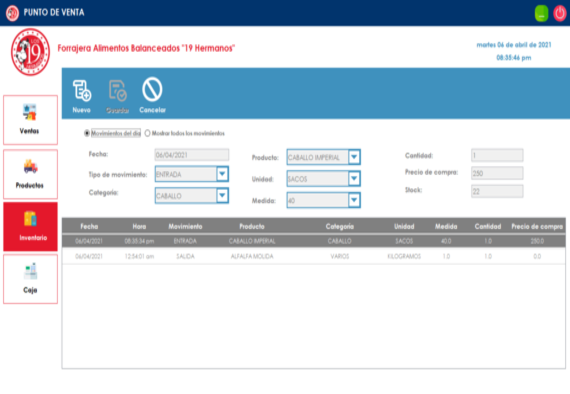 PUNTO DE VENTA
19
Forrajera Alimentos Balanceados "19 Hermanos"
martes 06 de abril de 2021
08:35:46 pm
Nuevo Guardar Cancelar
Movimientos del día Mostrar todos los movimientos
Fecha: 06/04/2021 Producto: CABALLO IMPERIAL Cantidad: 1
Tipo de movimiento: ENTRADA Unidad: SACOS Precio de compra: 250
Categoría: CABALLO Medida: 40 Stock: 22
Ventas
Productos
Inventario
Caja
Fecha Hora Movimiento Producto Categoría Unidad Medida Cantidad Precio de compra
06/04/2021 08:35:34 pm ENTRADA CABALLO IMPERIAL CABALLO SACOS 40.0 1.0 250.0
06/04/2021 12:54:01 am SALIDA ALFALFA MOLIDA VARIOS KILOGRAMOS 1.0 1.0 0.0